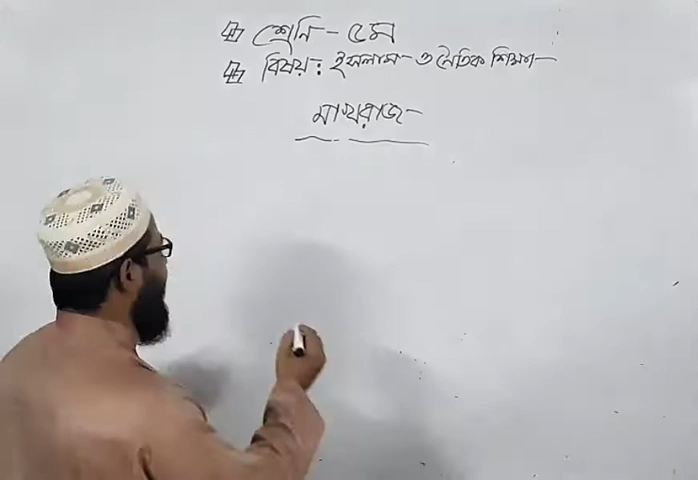 শ্রেনি - ৫ম
বিষয়: ইসলাম ও নৈতিক শিক্ষা
মাখরাজ